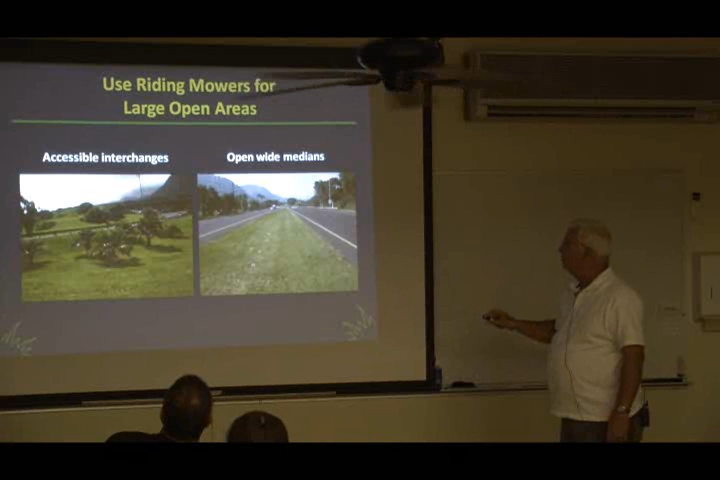 Use Riding Mowers for
Large Open Areas
Accessible interchanges
Open wide medians